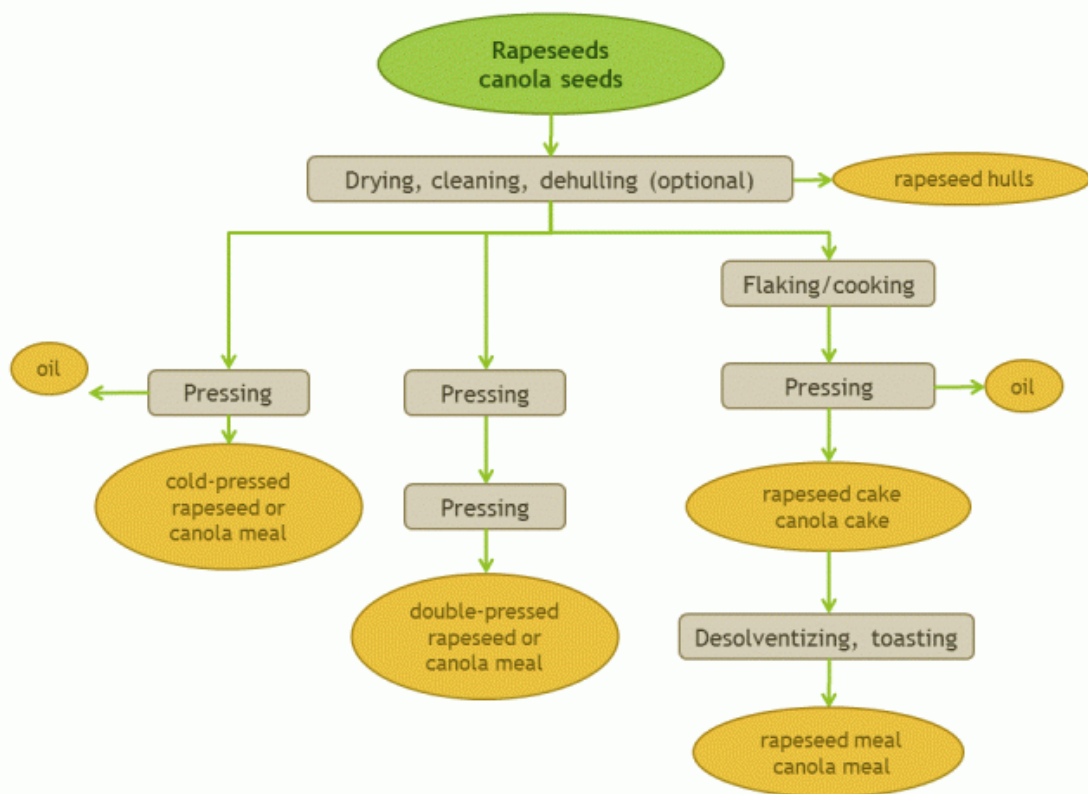 Rapeseeds
canola seeds
Drying, cleaning, dehulling (optional)
rapeseed hulls
Flaking/cooking
oil
Pressing
Pressing
Pressing
oil
cold-pressed
rapeseed or
canola meal
Pressing
rapeseed cake
canola cake
double-pressed
rapeseed or
canola meal
Desolventizing, toasting
rapeseed meal
canola meal